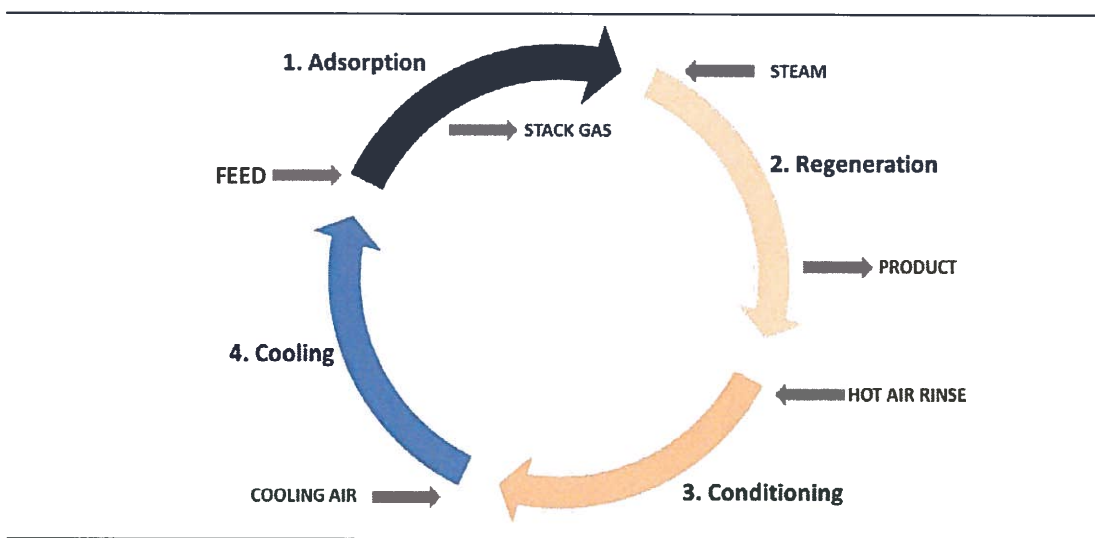 1. Adsorption
STEAM
STACK GAS
FEED
2. Regeneration
PRODUCT
4. Cooling
HOT AIR RINSE
COOLING AIR
3. Conditioning